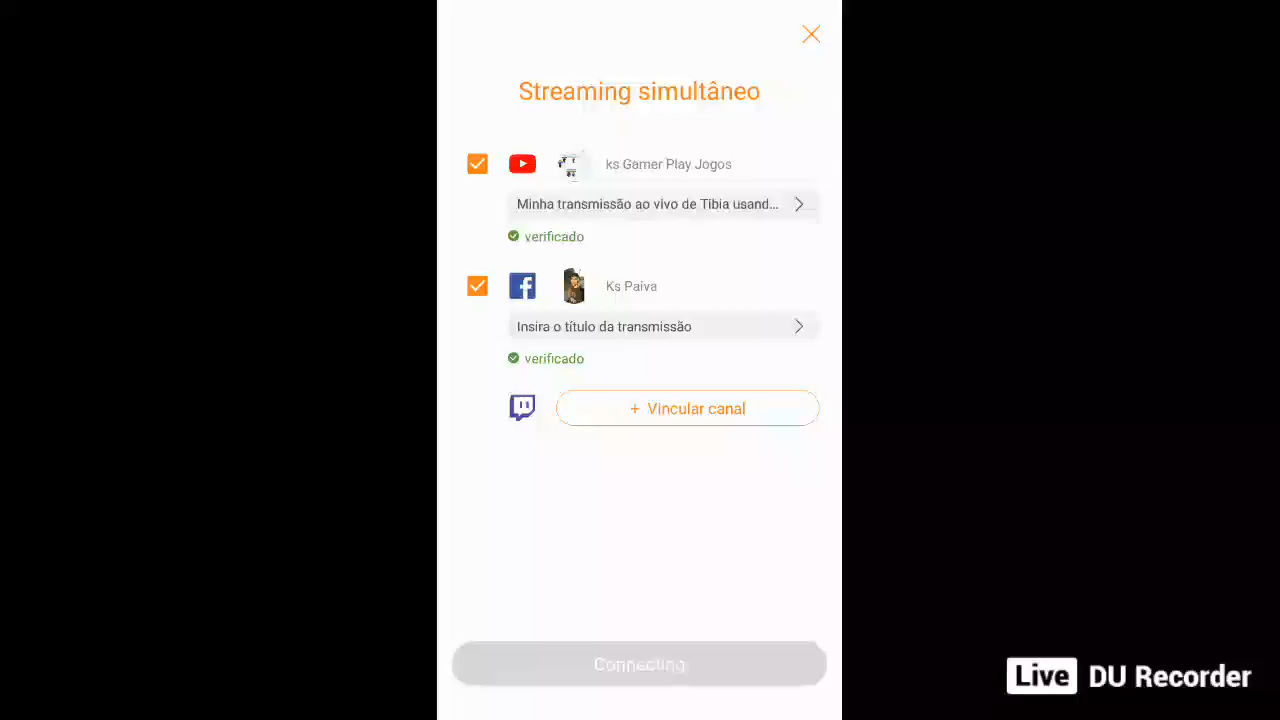 Streaming simultâneo
ks Gamer Play Jogos
Minha transmissão ao vivo de Tibia usand...
verificado
Ks Paiva
Insira o título da transmissão
verificado
+ Vincular canal
Connecting
Live DU Recorder